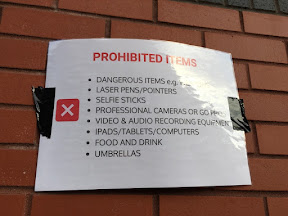 PROHIBITED ITEMS
• DANGEROUS ITEMS e.g.
• LASER PENS/POINTERS
• SELFIE STICKS
• PROFESSIONAL CAMERAS OR GO
• VIDEO & AUDIO RECORDING EQUIPMENT
• IPADS/TABLETS/COMPUTERS
• FOOD AND DRINK
• UMBRELLAS